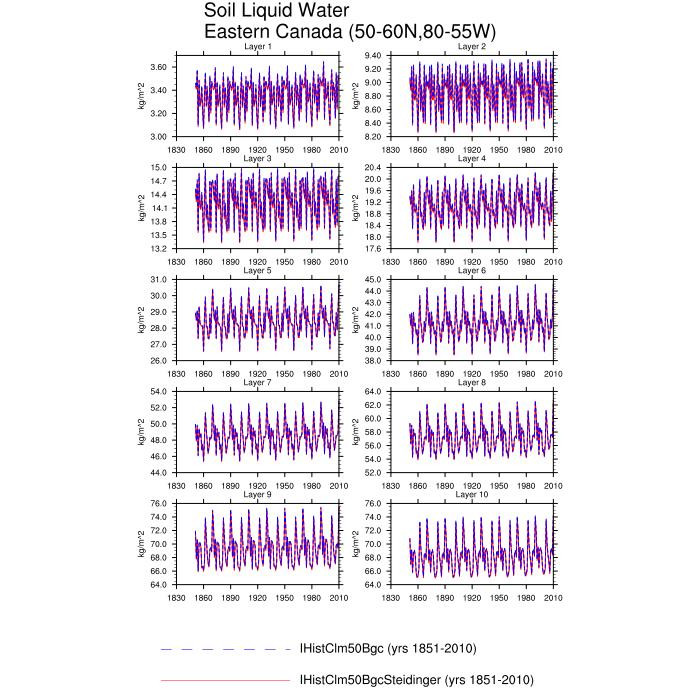 Soil Liquid Water
Eastern Canada (50-60N,80-55W)
Layer 1
kg/m^2
3.60
3.40
3.20
3.00
1830 1860 1890 1920 1950 1980 2010
Layer 2
kg/m^2
9.40
9.20
9.00
8.80
8.60
8.40
8.20
1830 1860 1890 1920 1950 1980 2010
Layer 3
kg/m^2
15.0
14.7
14.4
14.1
13.8
13.5
13.2
1830 1860 1890 1920 1950 1980 2010
Layer 4
kg/m^2
20.4
20.0
19.6
19.2
18.8
18.4
18.0
17.6
1830 1860 1890 1920 1950 1980 2010
Layer 5
kg/m^2
31.0
30.0
29.0
28.0
27.0
26.0
1830 1860 1890 1920 1950 1980 2010
Layer 6
kg/m^2
45.0
44.0
43.0
42.0
41.0
40.0
39.0
38.0
1830 1860 1890 1920 1950 1980 2010
Layer 7
kg/m^2
54.0
52.0
50.0
48.0
46.0
44.0
1830 1860 1890 1920 1950 1980 2010
Layer 8
kg/m^2
64.0
62.0
60.0
58.0
56.0
54.0
52.0
1830 1860 1890 1920 1950 1980 2010
Layer 9
kg/m^2
76.0
74.0
72.0
70.0
68.0
66.0
64.0
1830 1860 1890 1920 1950 1980 2010
Layer 10
kg/m^2
76.0
74.0
72.0
70.0
68.0
66.0
64.0
1830 1860 1890 1920 1950 1980 2010
IHistClm50Bgc (yrs 1851-2010)
IHistClm50BgcSteidinger (yrs 1851-2010)